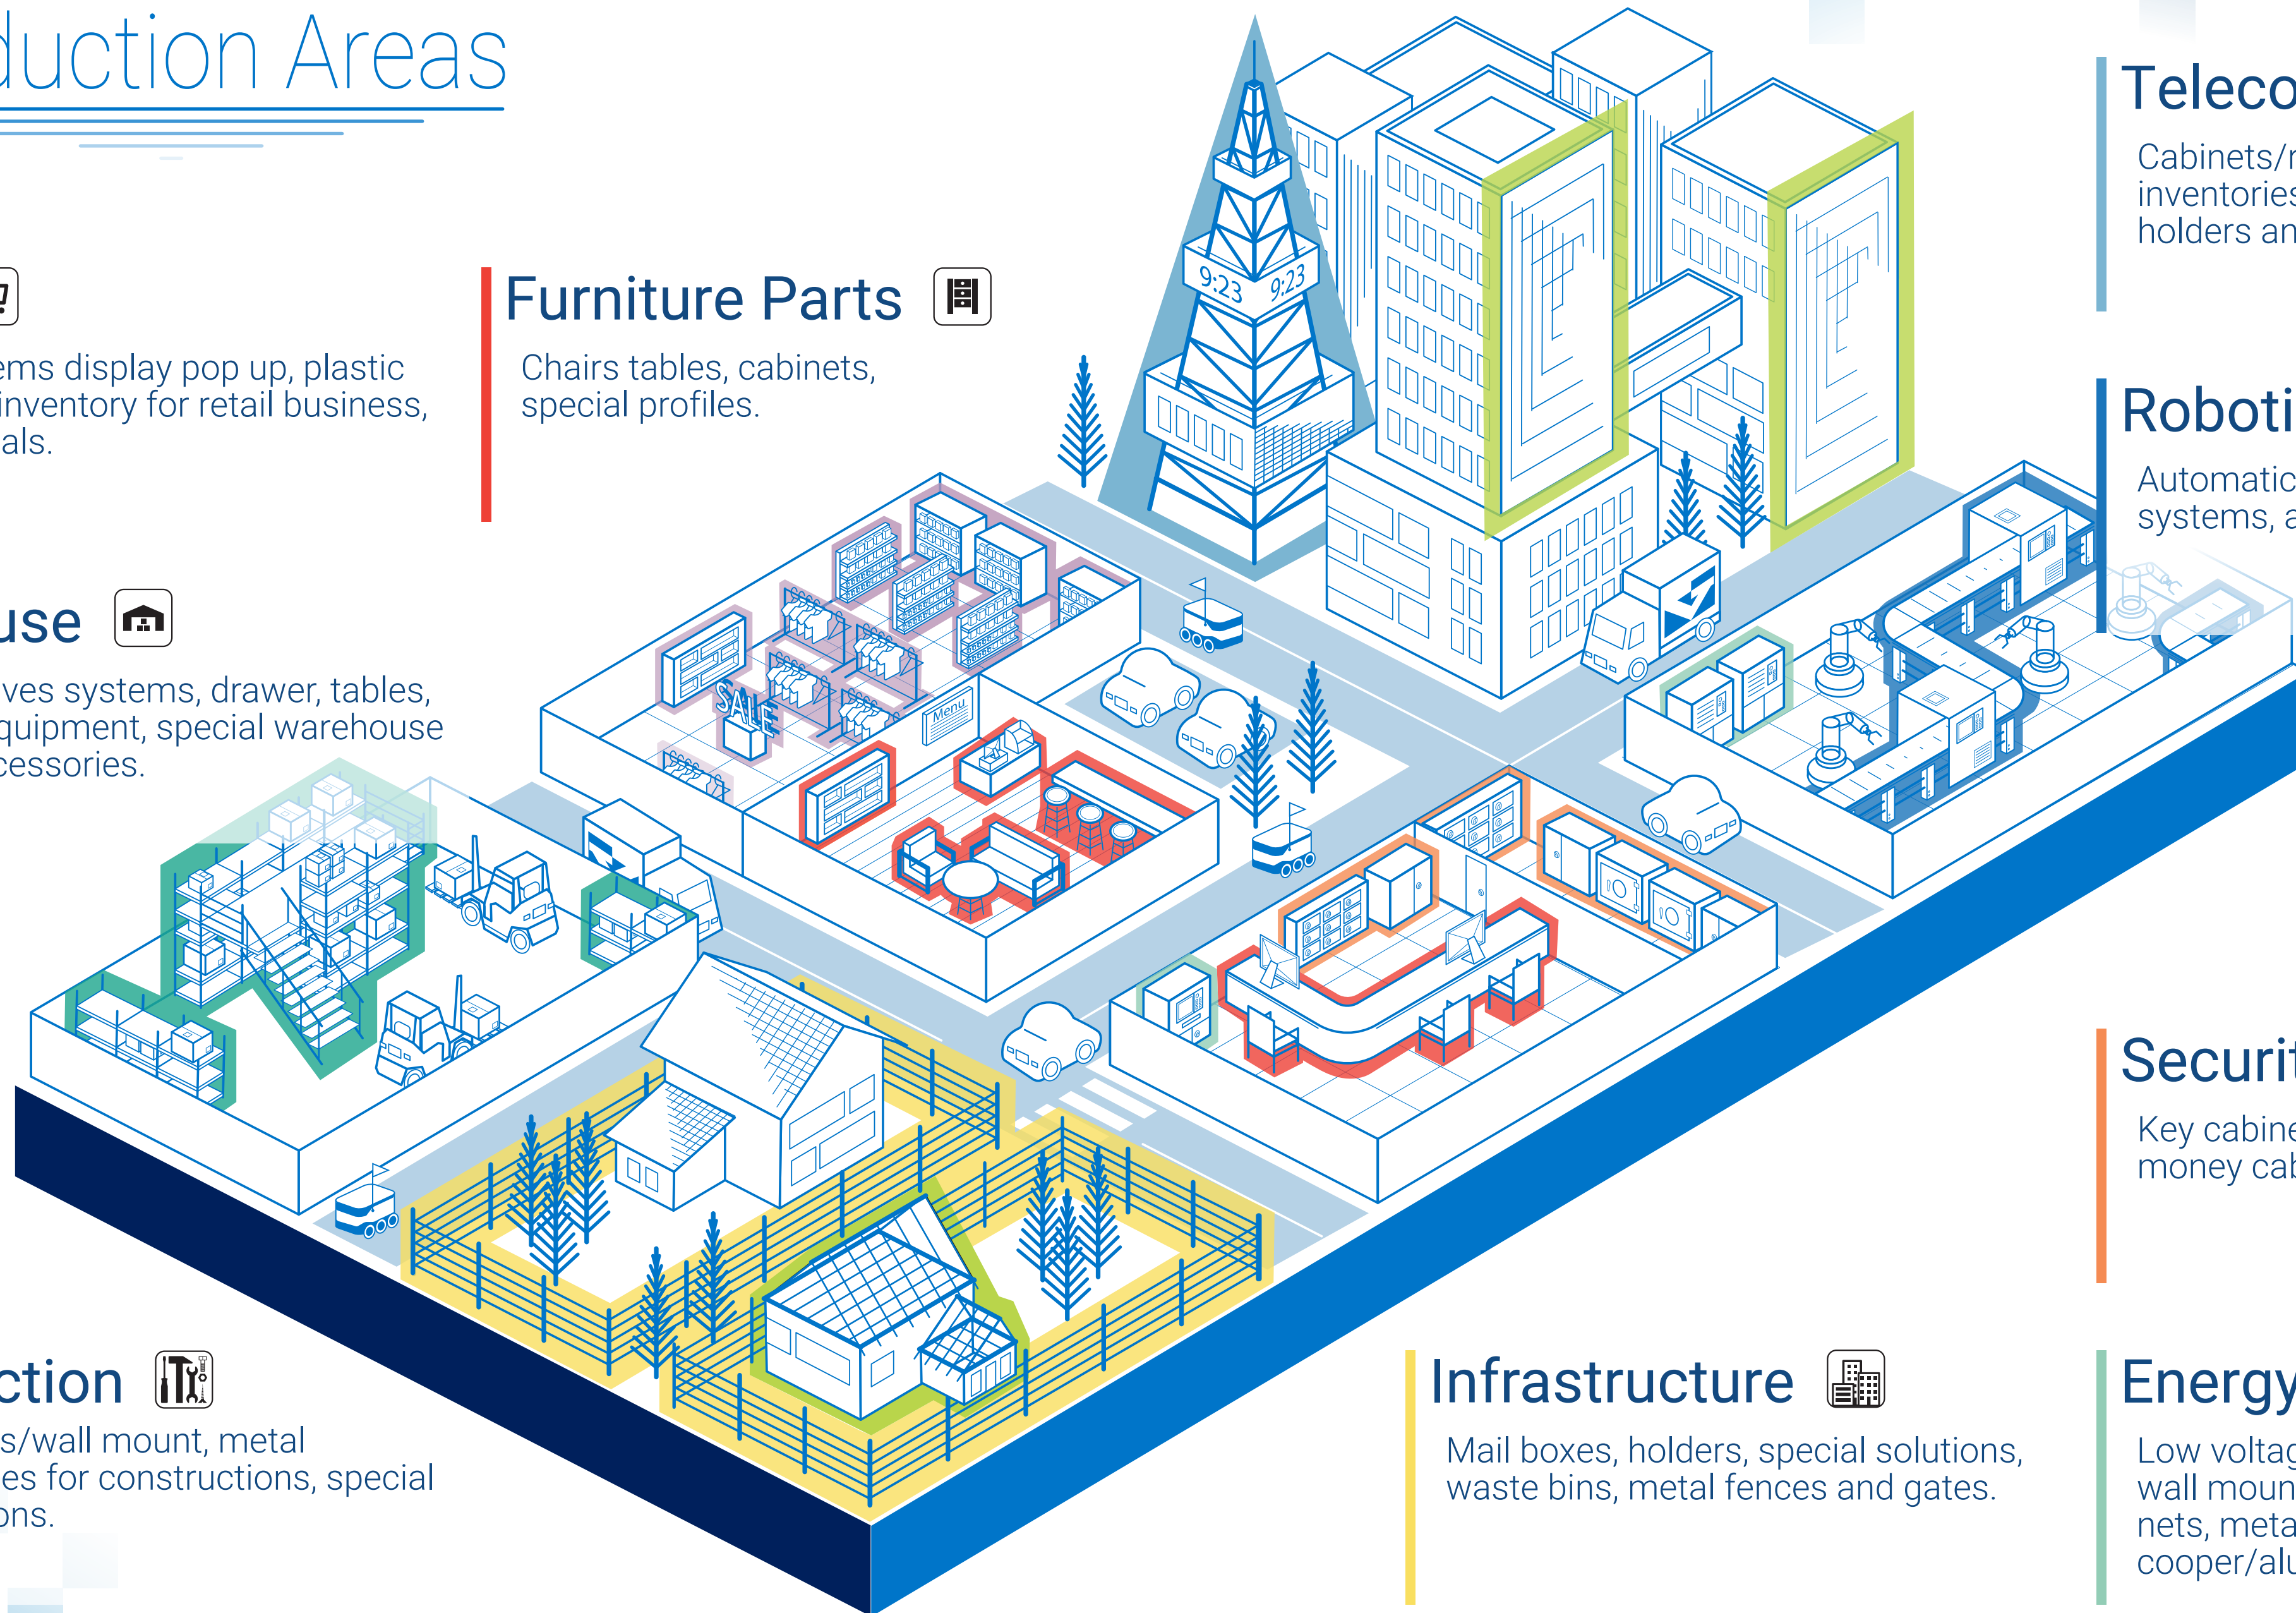 duction Areas
ems display pop up, plastic
inventory for retail business,
als.
Furniture Parts
Chairs tables, cabinets,
special profiles.
Teleco
Cabinets/
inventories
holders an
Roboti
Automatic
systems, a
use
ves systems, drawer, tables,
quipment, special warehouse
cessories.
9:23 9:23
SALE
Menu
Securit
Key cabine
money cab
ction
s/wall mount, metal
es for constructions, special
ons.
Infrastructure
Mail boxes, holders, special solutions,
waste bins, metal fences and gates.
Energy
Low voltag
wall moun
nets, meta
cooper/alu